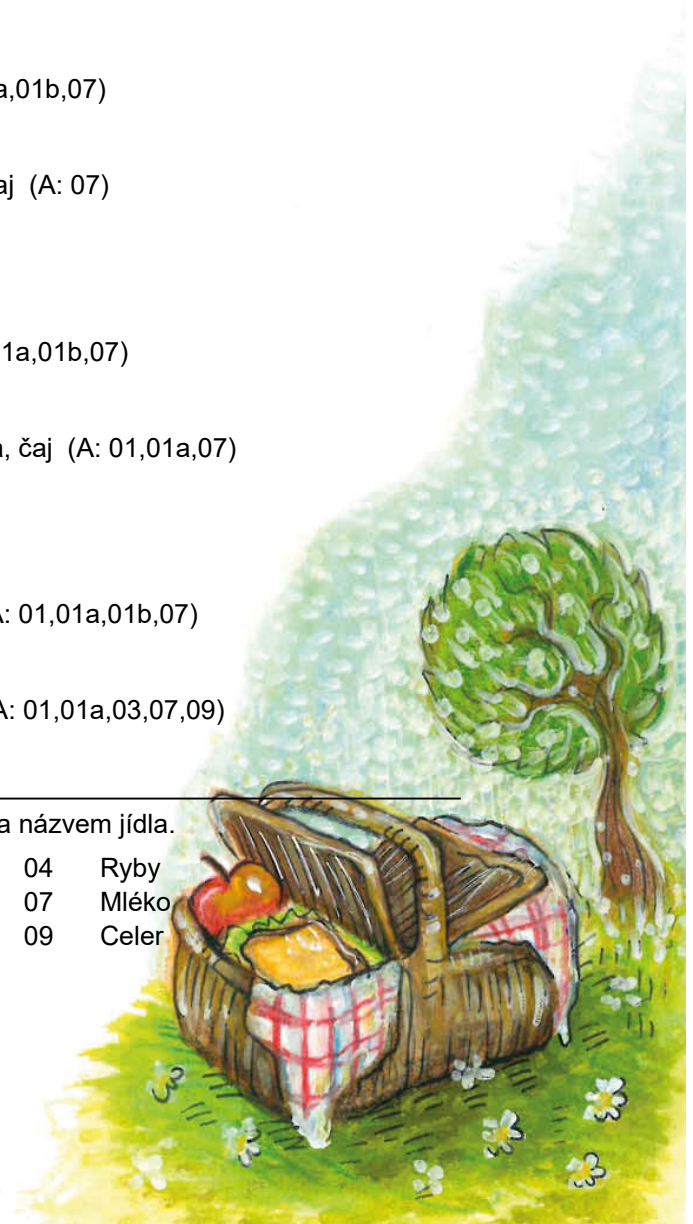 a,01b,07)
aj (A: 07)
1a,01b,07)
, čaj (A: 01,01a,07)
: 01,01a,01b,07)
A: 01,01a,03,07,09)
a názvem jídla.
04 Ryby
07 Mléko
09 Celer